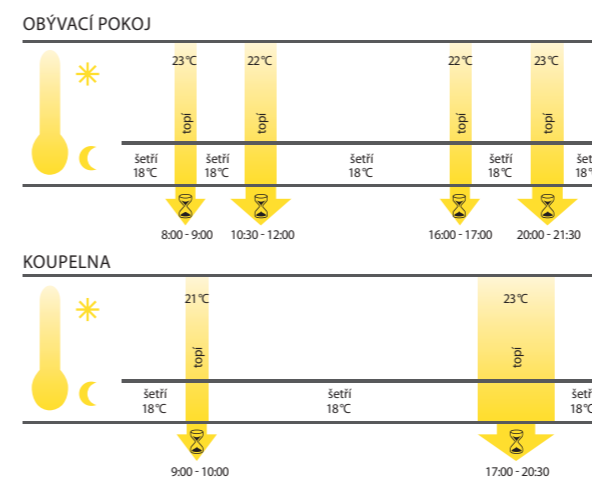 OBÝVACÍ POKOJ
23°C 22°C 22°C 23°C
topí topí topí topí
šetří šetří šetří šetří
18°C 18°C 18°C 18°C
8:00 - 9:00 10:30 - 12:00 16:00 - 17:00 20:00 - 21:30
KOUPELNA
21°C 23°C
topí topí
šetří šetří
18°C 18°C
9:00 - 10:00 17:00 - 20:30